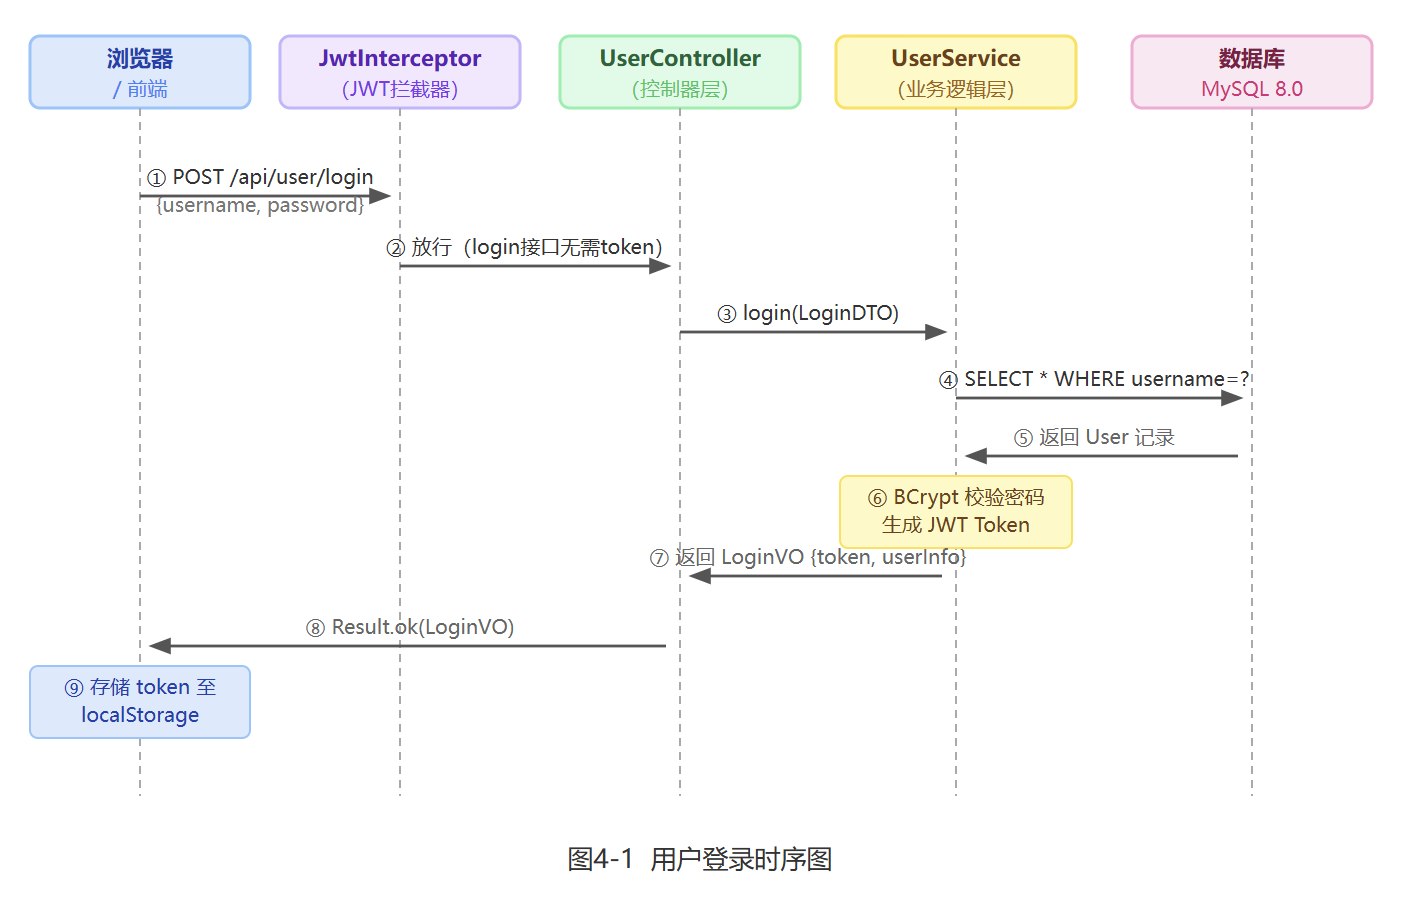 浏览器
/ 前端
JwtInterceptor
(JWT拦截器)
UserController
(控制器层)
UserService
(业务逻辑层)
数据库
MySQL 8.0
① POST /api/user/login
{username, password}
② 放行（login接口无需token）
③ login(LoginDTO)
④ SELECT * WHERE username=?
⑤ 返回 User 记录
⑥ BCrypt 校验密码
生成 JWT Token
⑦ 返回 LoginVO {token, userInfo}
⑧ Result.ok(LoginVO)
⑨ 存储 token 至
localStorage
图4-1 用户登录时序图